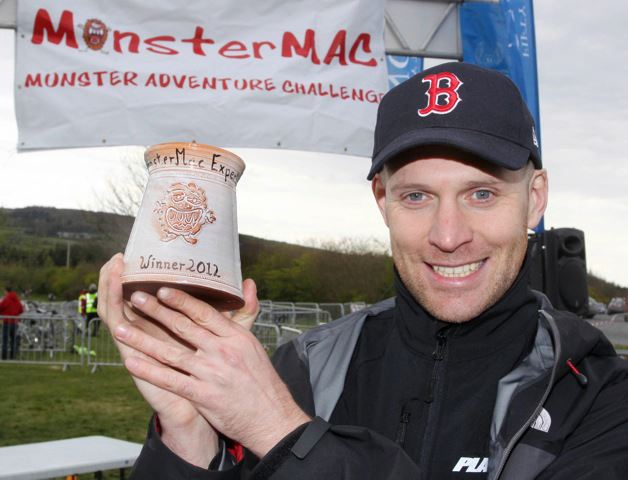 MonsterMAC
MUNSTER ADVENTURE CHALLENGE
B
Winner 2012